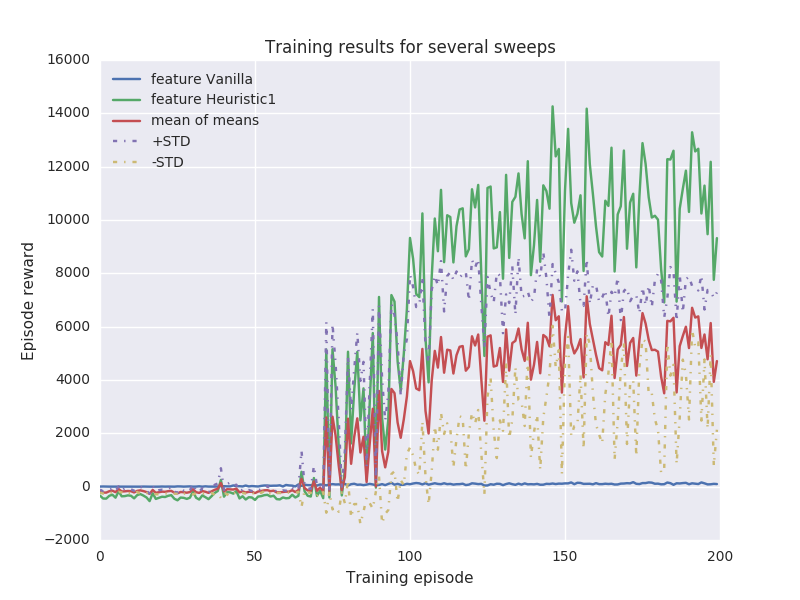 Training results for several sweeps
16000
14000
12000
10000
8000
6000
4000
2000
0
−2000
Episode reward
feature Vanilla
feature Heuristic1
mean of means
+STD
-STD
0 50 100 150 200
Training episode